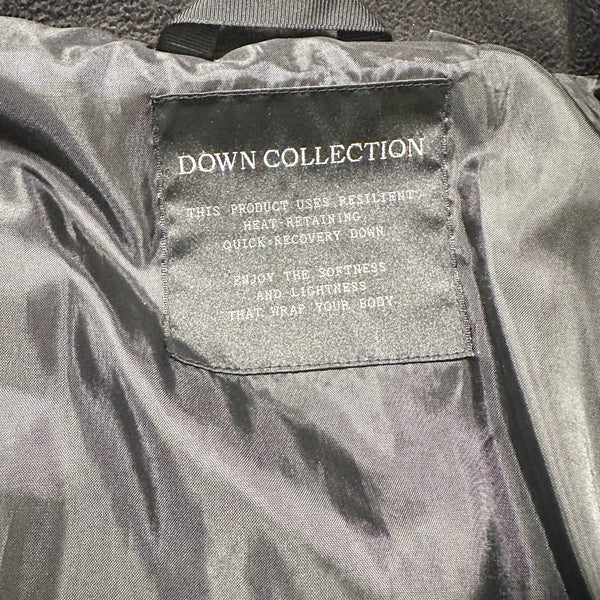 DOWN COLLECTION
THIS PRODUCT USES RESILIENT,
HEAT-RETAINING,
QUICK-RECOVERY DOWN.
ENJOY THE SOFTNESS
AND LIGHTNESS
THAT WRAP YOUR BODY.